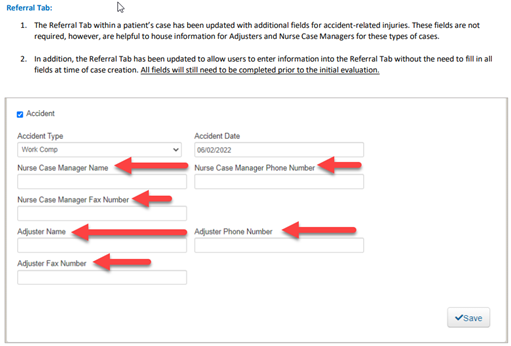 Referral Tab:
1. The Referral Tab within a patient's case has been updated with additional fields for accident-related injuries. These fields are not
required, however, are helpful to house information for Adjusters and Nurse Case Managers for these types of cases.
2. In addition, the Referral Tab has been updated to allow users to enter information into the Referral Tab without the need to fill in all
fields at time of case creation. All fields will still need to be completed prior to the initial evaluation.
Accident
Accident Type Accident Date
Work Comp 06/02/2022
Nurse Case Manager Name Nurse Case Manager Phone Number
Nurse Case Manager Fax Number
Adjuster Name Adjuster Phone Number
Adjuster Fax Number
Save